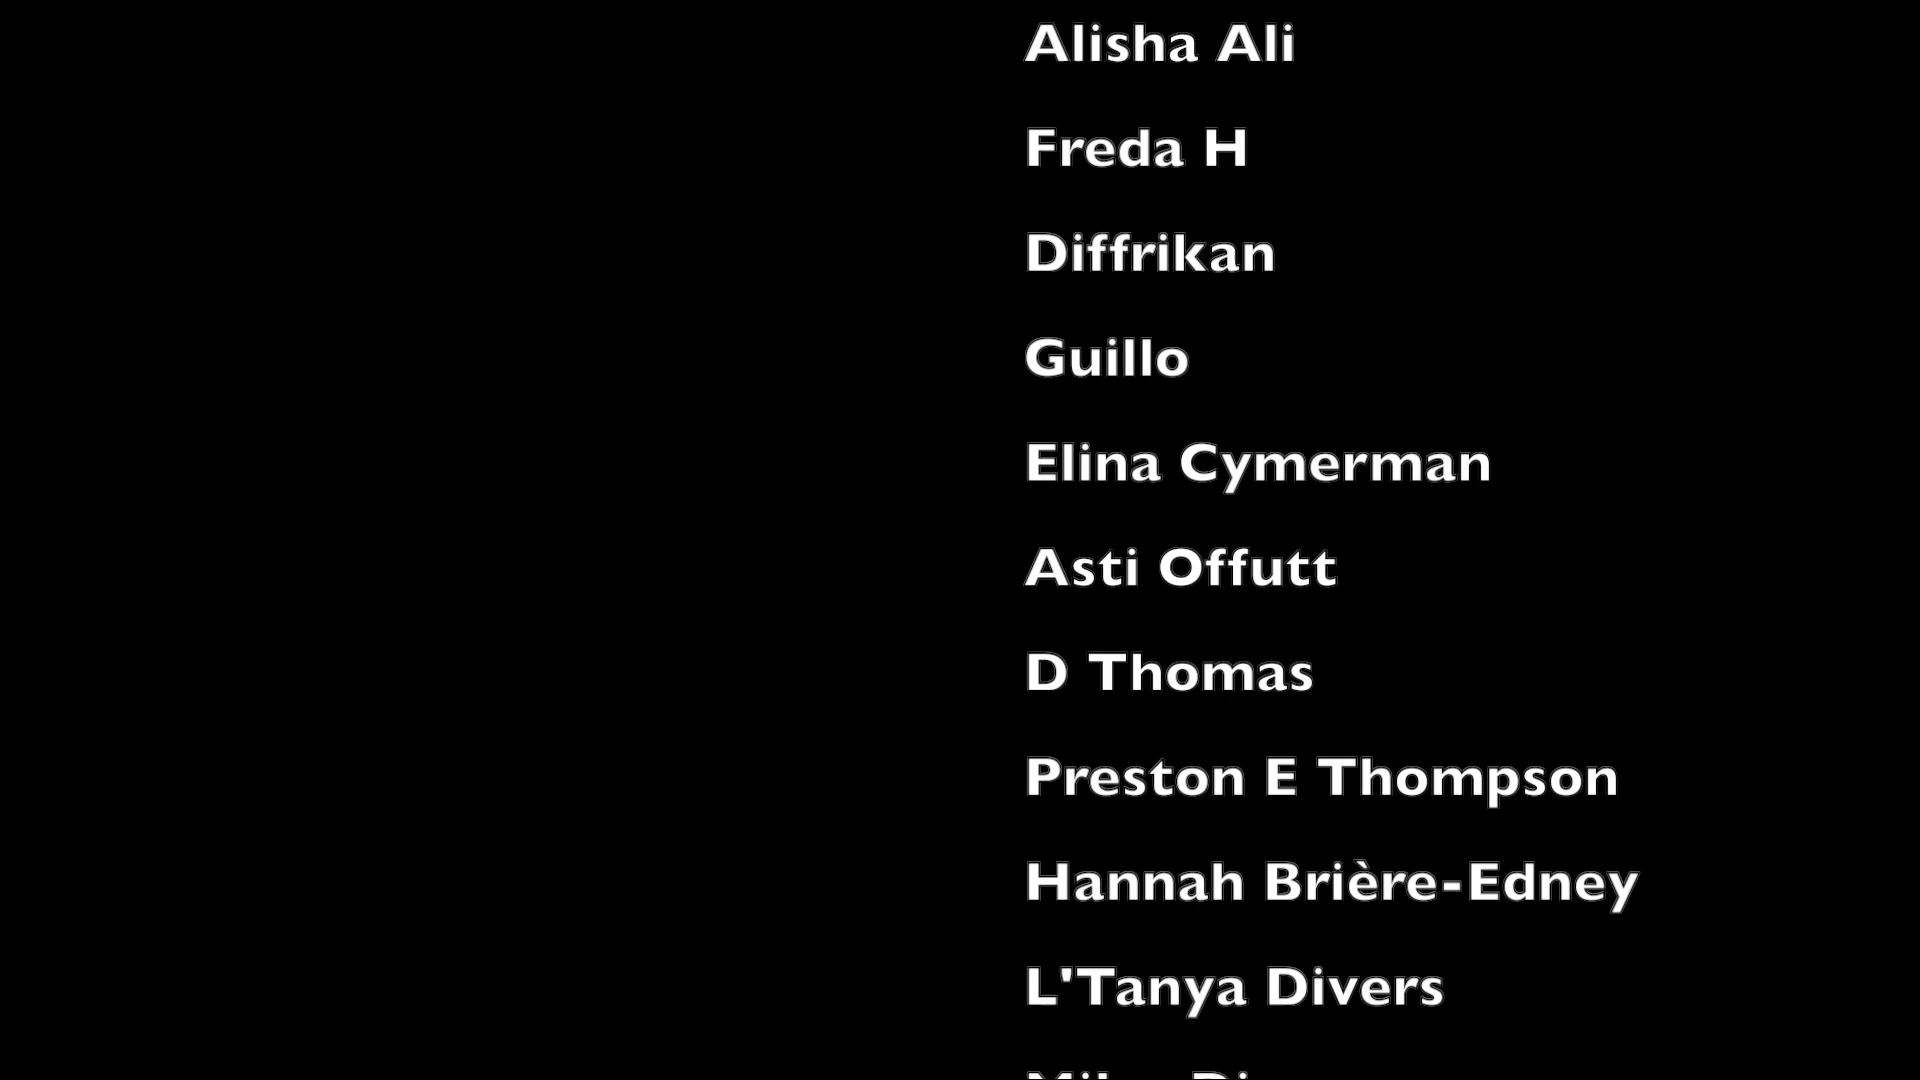 Alisha Ali
Freda H
Diffrikan
Guillo
Elina Cymerman
Asti Offutt
D Thomas
Preston E Thompson
Hannah Brière-Edney
L'Tanya Divers